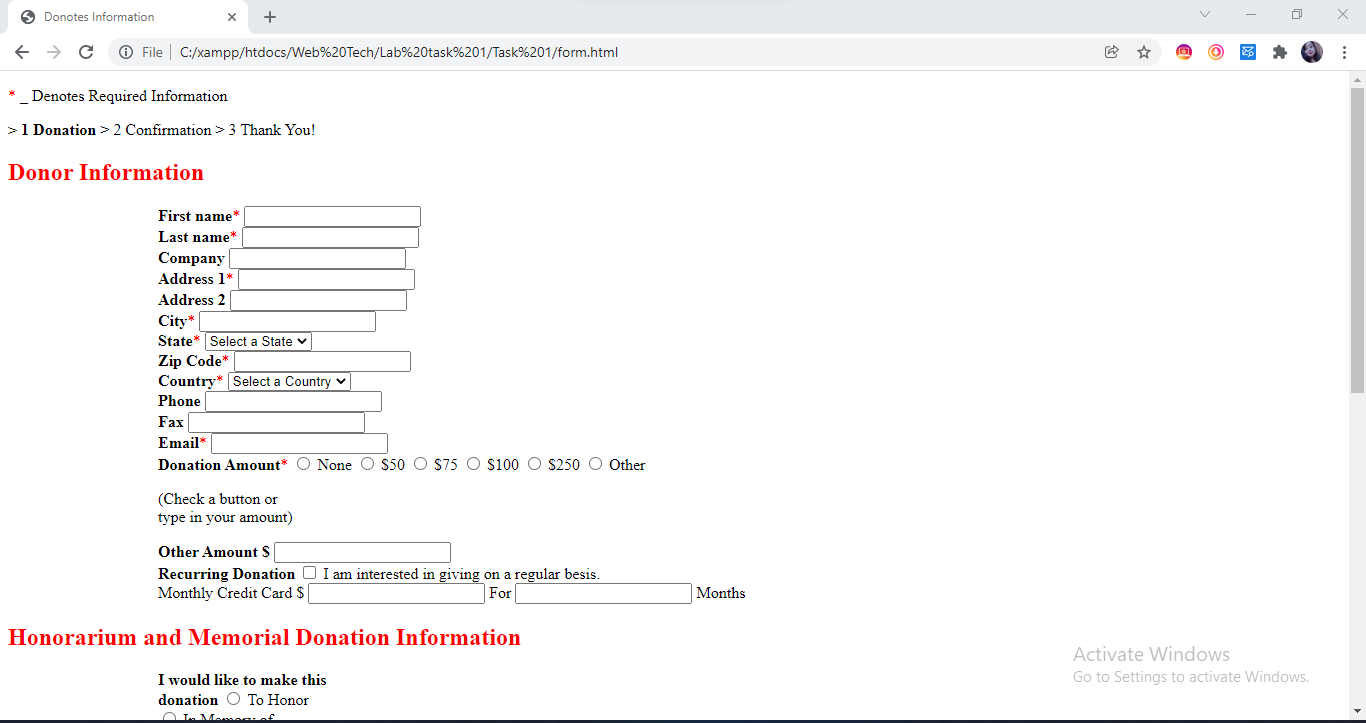 Donotes Information
File | C:/xampp/htdocs/Web%20Tech/Lab%20task%201/Task%201/form.html
* _ Denotes Required Information
> 1 Donation > 2 Confirmation > 3 Thank You!
Donor Information
First name*
Last name*
Company
Address 1*
Address 2
City*
State* Select a State
Zip Code*
Country* Select a Country
Phone
Fax
Email*
Donation Amount* None $50 $75 $100 $250 Other
(Check a button or
type in your amount)
Other Amount $
Recurring Donation I am interested in giving on a regular besis.
Monthly Credit Card $ For Months
Honorarium and Memorial Donation Information
I would like to make this
donation To Honor
In Memory of
Activate Windows
Go to Settings to activate Windows.